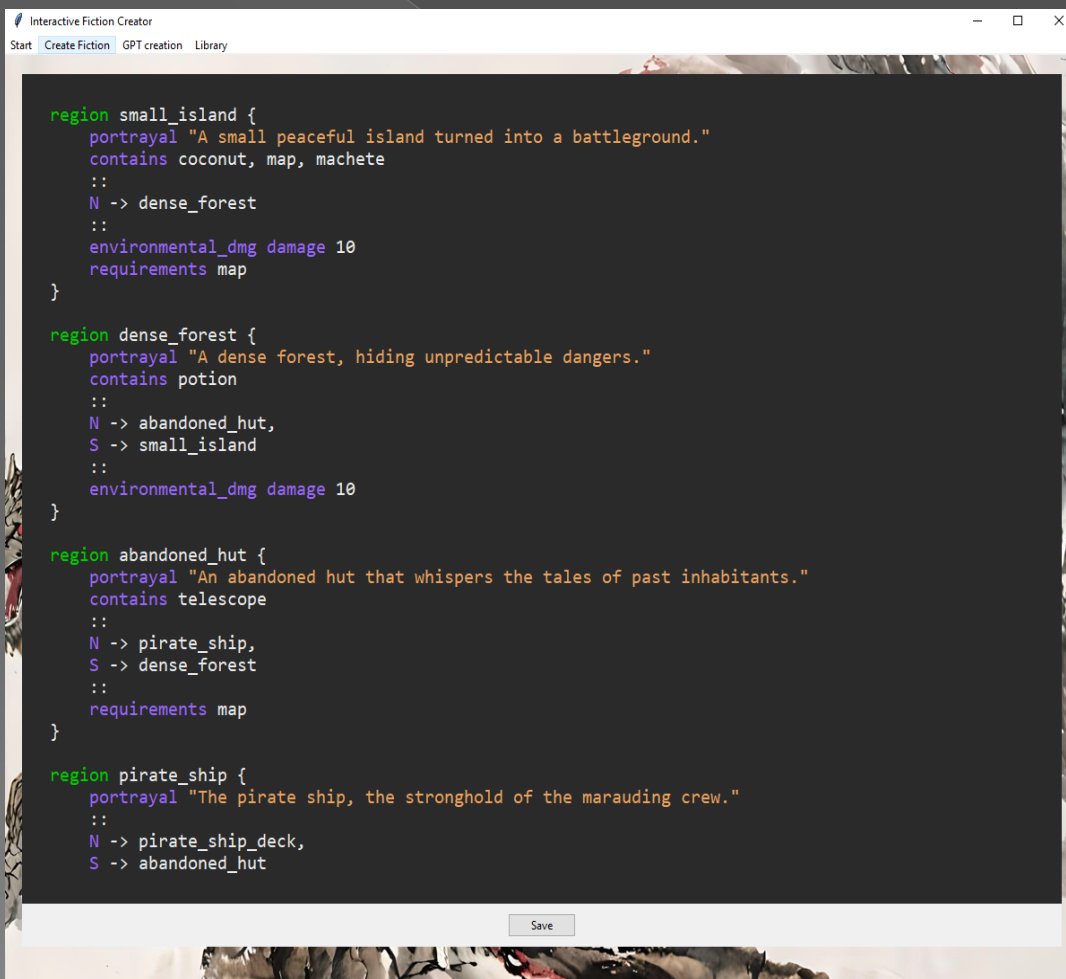 Interactive Fiction Creator
Start Create Fiction GPT creation Library
region small_island {
    portrayal "A small peaceful island turned into a battleground."
    contains coconut, map, machete
    ::
    N -> dense_forest
    ::
    environmental_dmg damage 10
    requirements map
}

region dense_forest {
    portrayal "A dense forest, hiding unpredictable dangers."
    contains potion
    ::
    N -> abandoned_hut,
    S -> small_island
    ::
    environmental_dmg damage 10
}

region abandoned_hut {
    portrayal "An abandoned hut that whispers the tales of past inhabitants."
    contains telescope
    ::
    N -> pirate_ship,
    S -> dense_forest
    ::
    requirements map
}

region pirate_ship {
    portrayal "The pirate ship, the stronghold of the marauding crew."
    ::
    N -> pirate_ship_deck,
    S -> abandoned_hut
Save